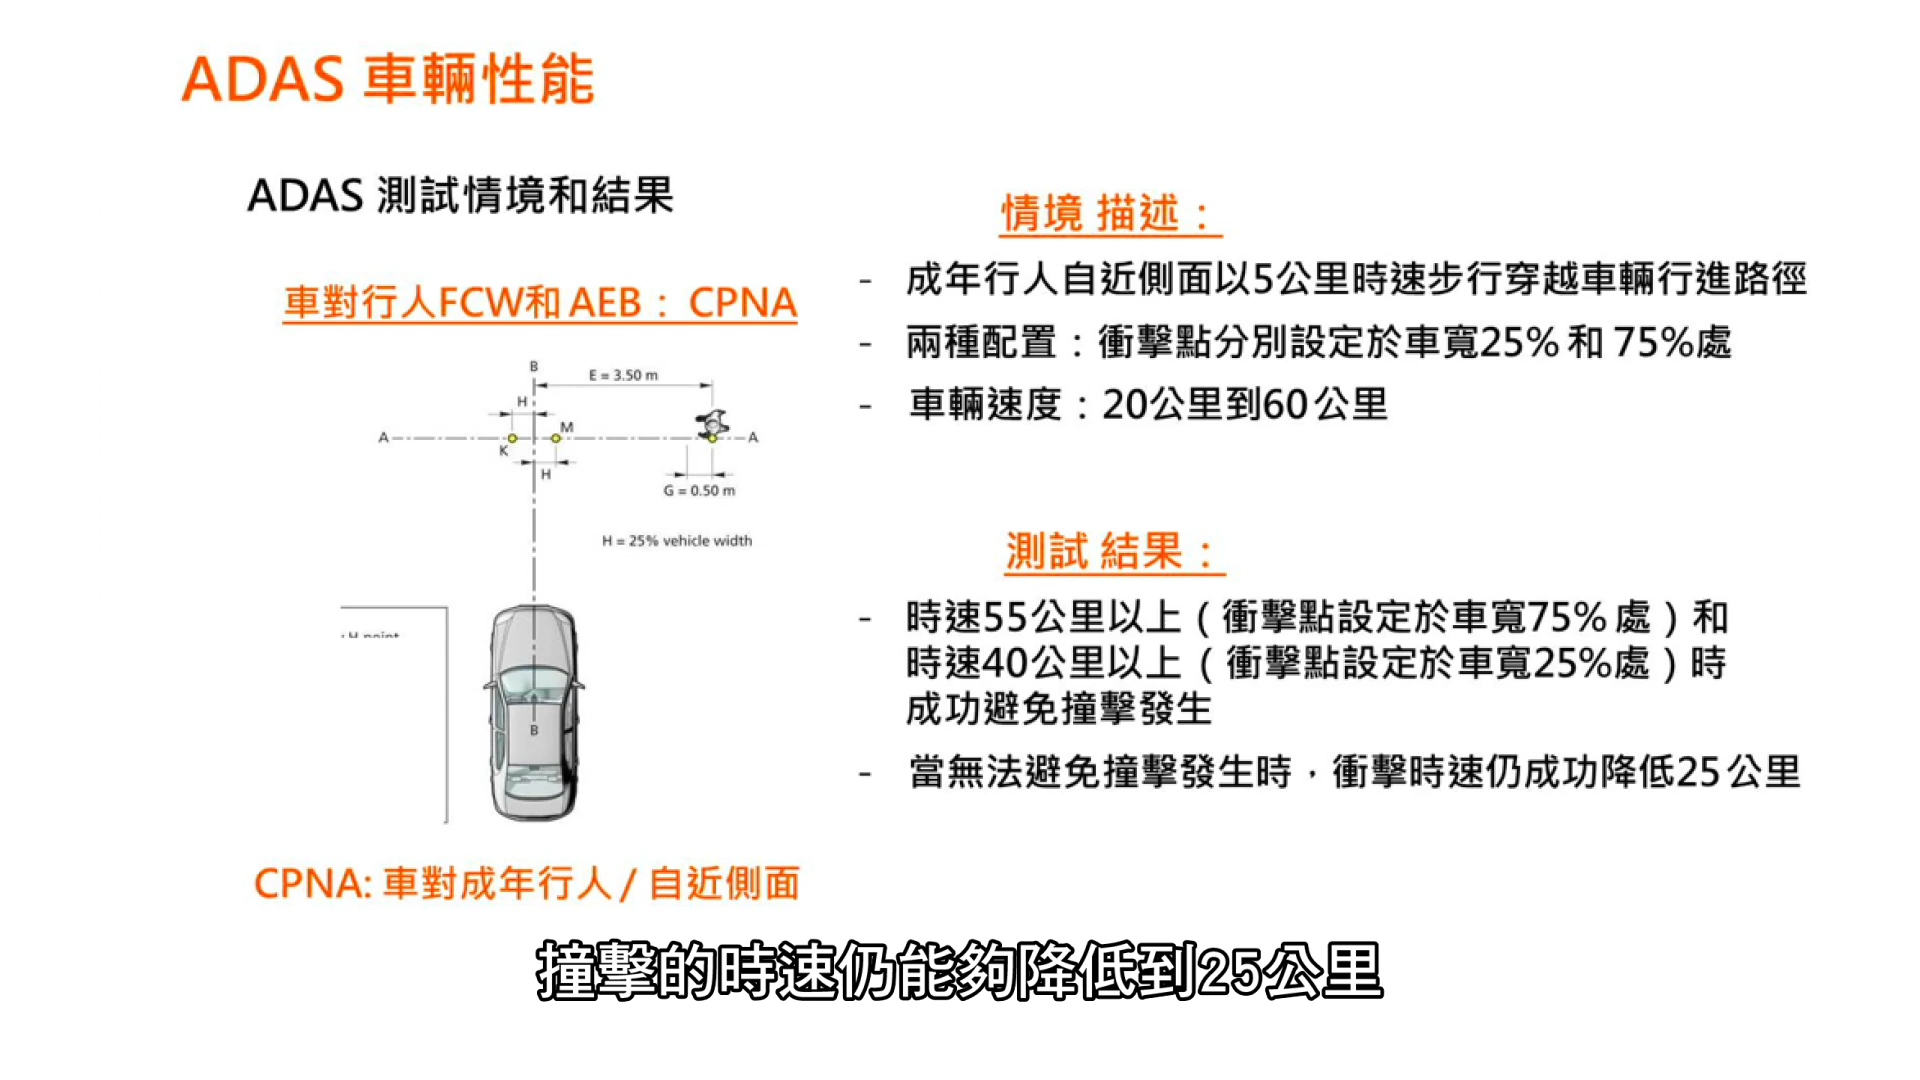 ADAS 車輛性能
ADAS 測試情境和結果
車對行人FCW和 AEB： CPNA
B
E = 3.50 m
H
M
A
A
K
H
G = 0.50 m
H = 25% vehicle width
B
CPNA: 車對成年行人 / 自近側面
情境 描述：
- 成年行人自近側面以5公里時速步行穿越車輛行進路徑
- 兩種配置：衝擊點分別設定於車寬25% 和 75%處
- 車輛速度：20公里到60公里
測試 結果：
- 時速55公里以上（衝擊點設定於車寬75% 處）和
時速40公里以上（衝擊點設定於車寬25%處）時
成功避免撞擊發生
- 當無法避免撞擊發生時，衝擊時速仍成功降低25公里
撞擊的時速仍能夠降低到25公里